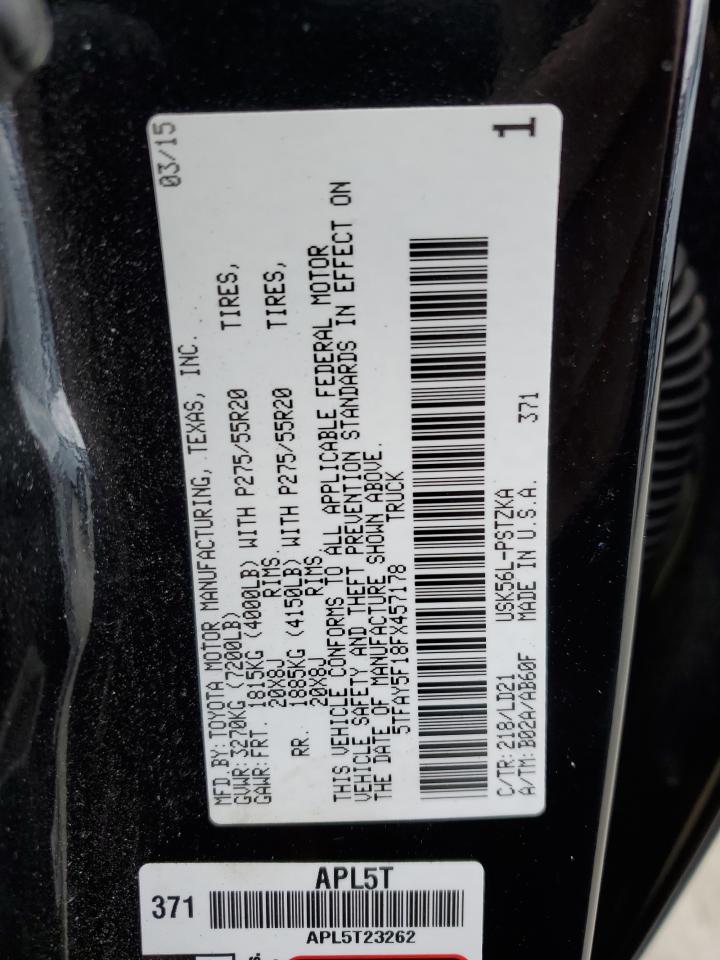 MFD.BY:TOYOTA MOTOR MANUFACTURING, TEXAS, INC. 03/15
GVWR:3270KG(7200LB)
GAWR:FRT. 1815KG (4000LB) WITH P275/55R20 TIRES,
20X8J RIMS.
RR. 1885KG (4150LB) WITH P275/55R20 TIRES,
20X8J RIMS.
THIS VEHICLE CONFORMS TO ALL APPLICABLE FEDERAL MOTOR
VEHICLE SAFETY AND THEFT PREVENTION STANDARDS IN EFFECT ON
THE DATE OF MANUFACTURE SHOWN ABOVE.
5TFAY5F18FX457178 TRUCK
C/TR:218/LD21 USK56L-PSTZKA 371
A/TM:B02A/AB60F MADE IN U.S.A.
1
APL5T
371
APL5T23262